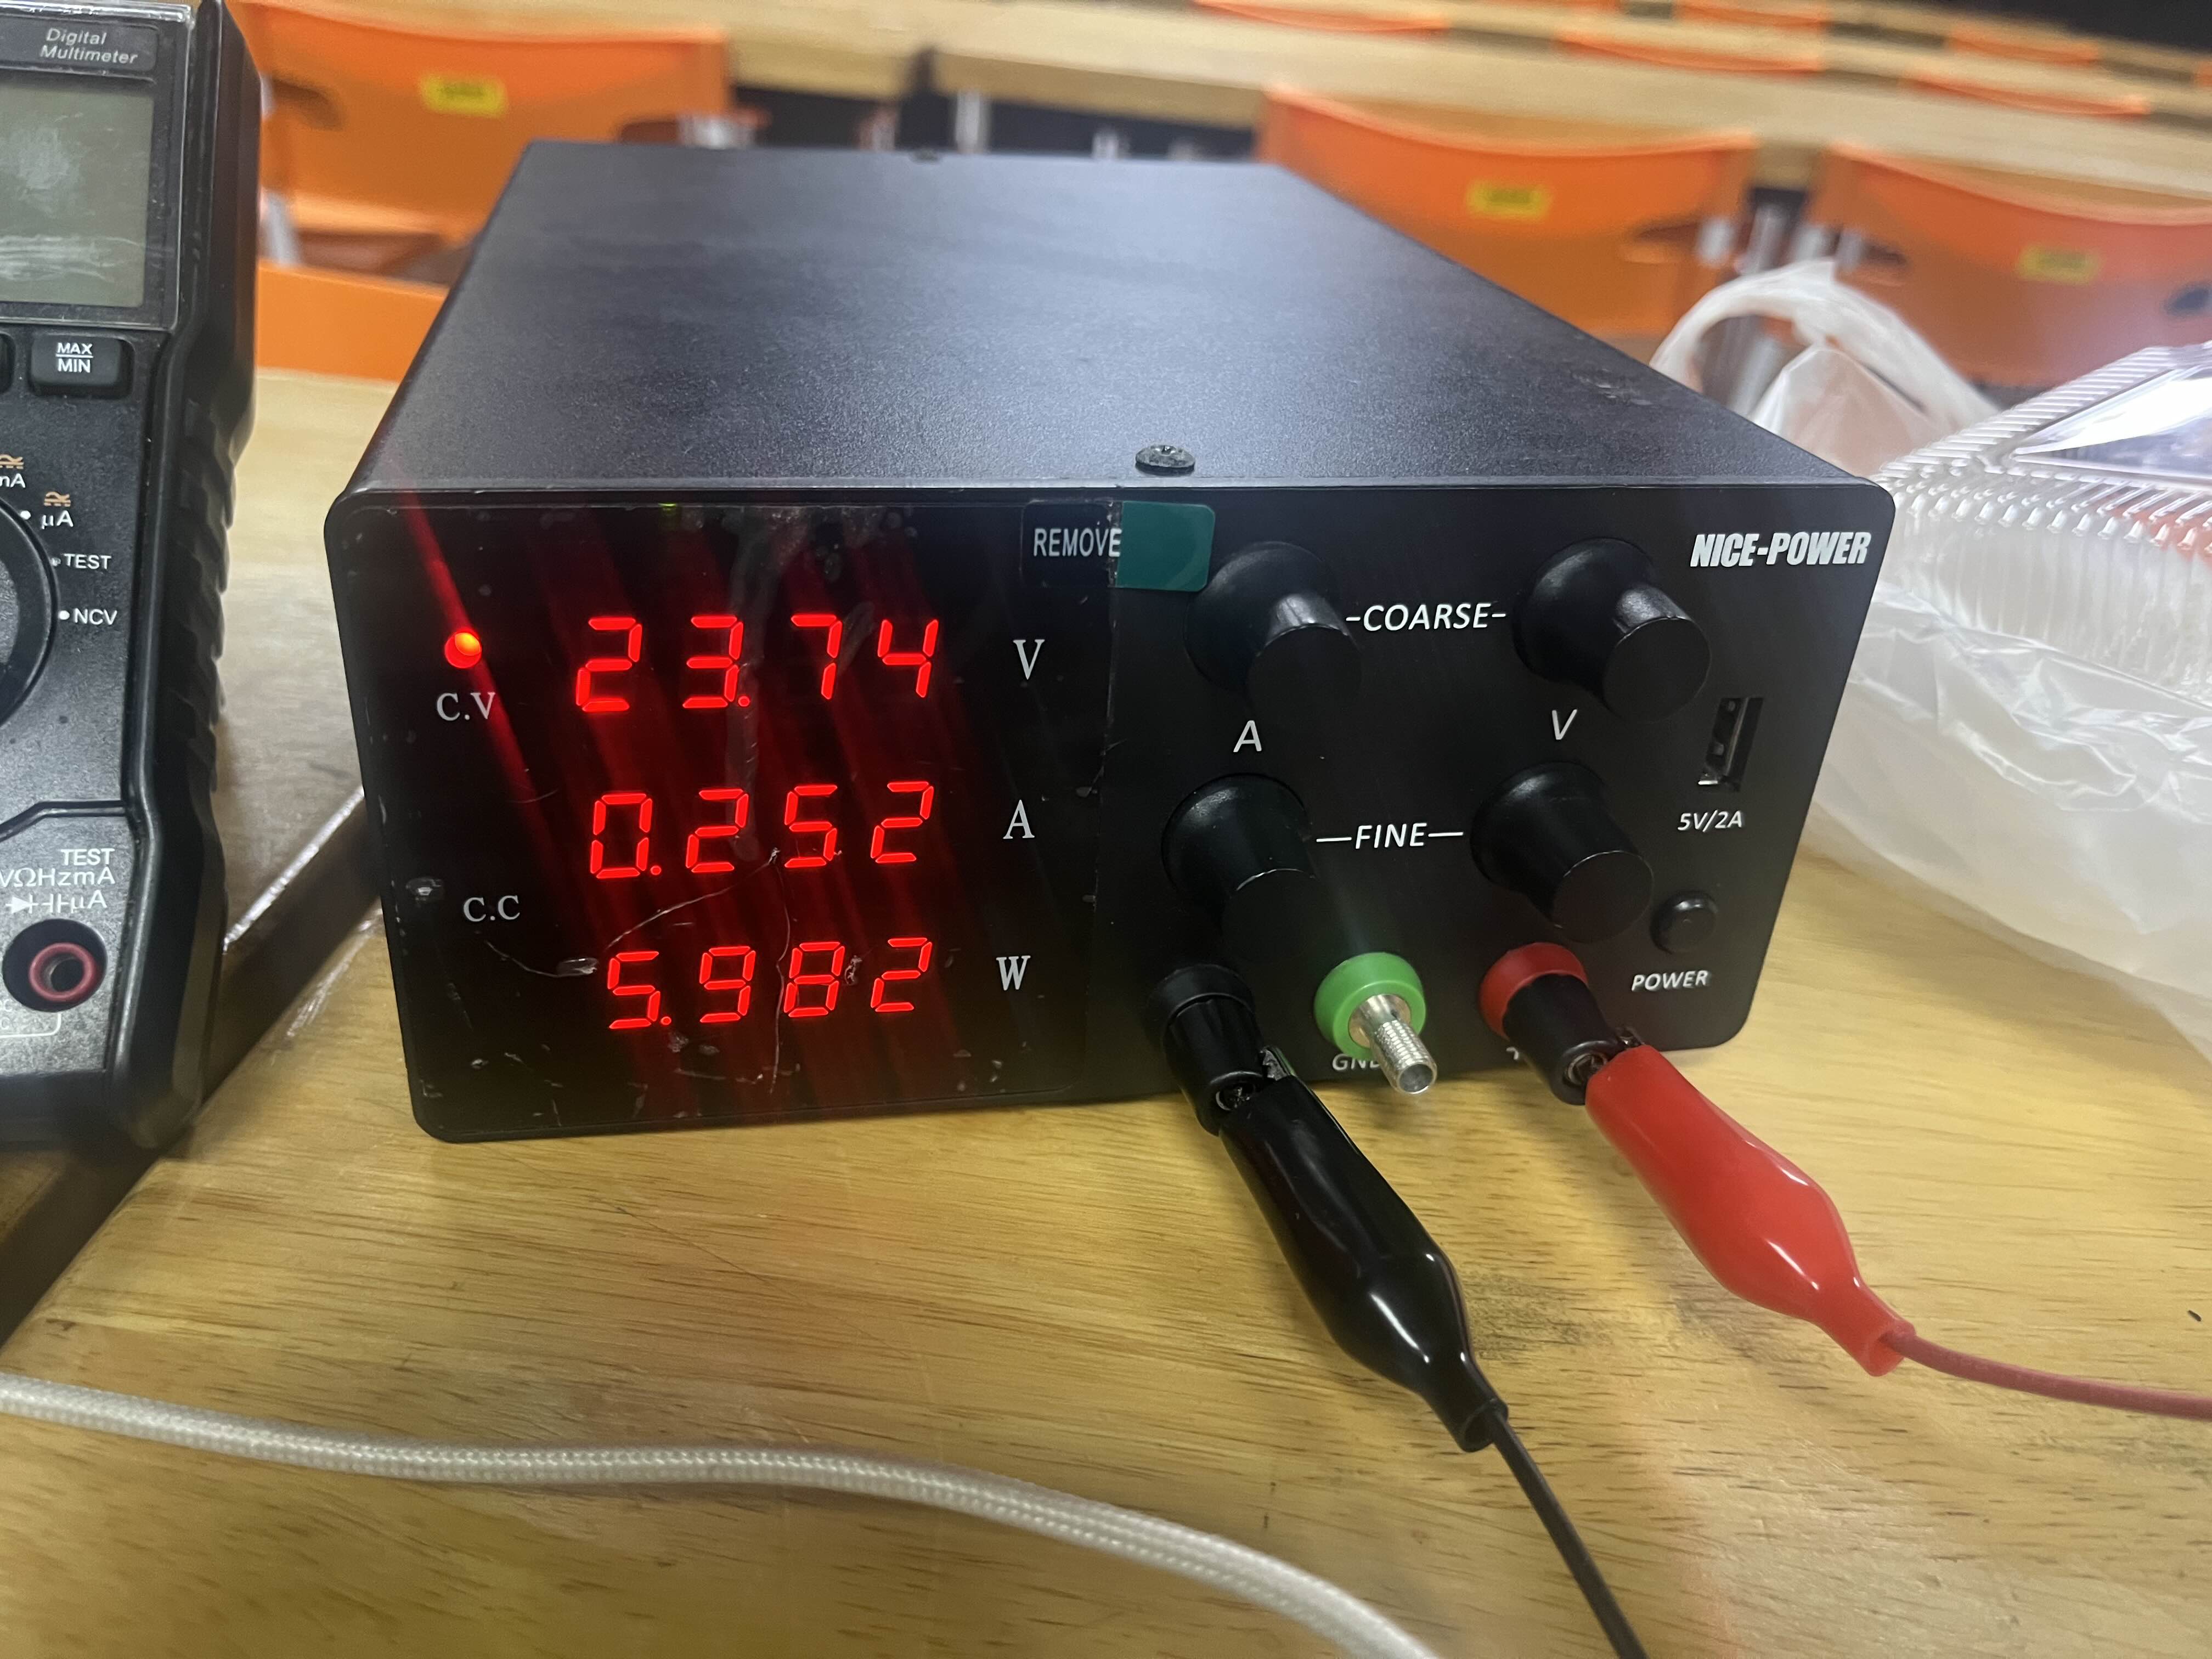 Digital
Multimeter
MAX
MIN
mA
µA
TEST
NCV
TEST
VΩHzmA
µA
REMOVE
NICE-POWER
C.V
23.74 V
-COARSE-
A
V
0.252 A
—FINE—
5V/2A
C.C
5.982 W
POWER